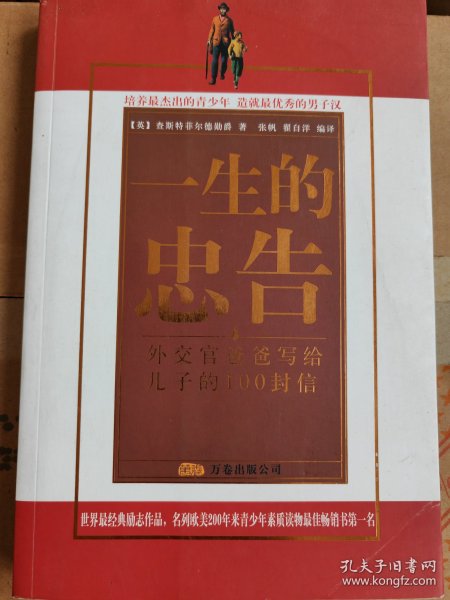 培养最杰出的青少年 造就最优秀的男子汉
【英】查斯特菲尔德勋爵 著 张帆 翟自洋 编译
一生的
忠告
外交官爸爸写给
儿子的100封信
万卷出版公司
世界最经典励志作品，名列欧美200年来青少年素质读物最佳畅销书第一名
孔夫子旧书网
www.kongfz.com